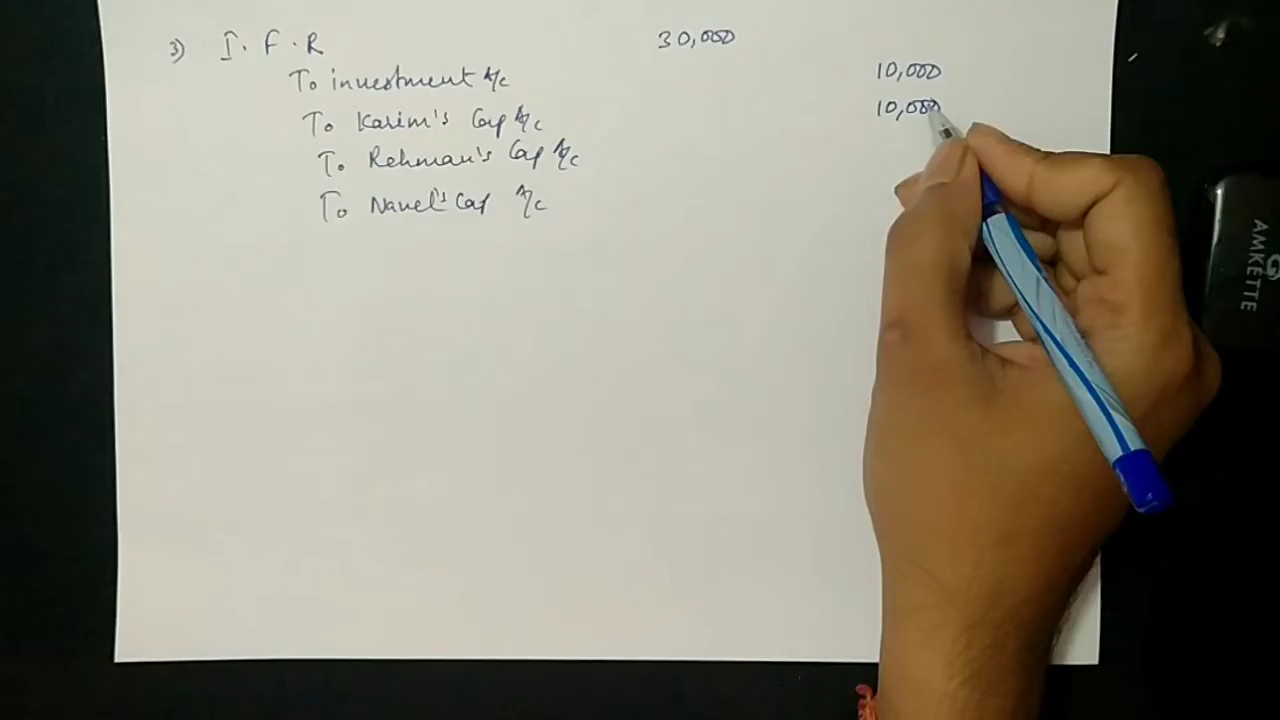 3) I. F. R 30,000
To investment A/c 10,000
To Karim's Cap A/c 10,000
To Rehman's Cap A/c
To Navel's Cap A/c
AMKETTE